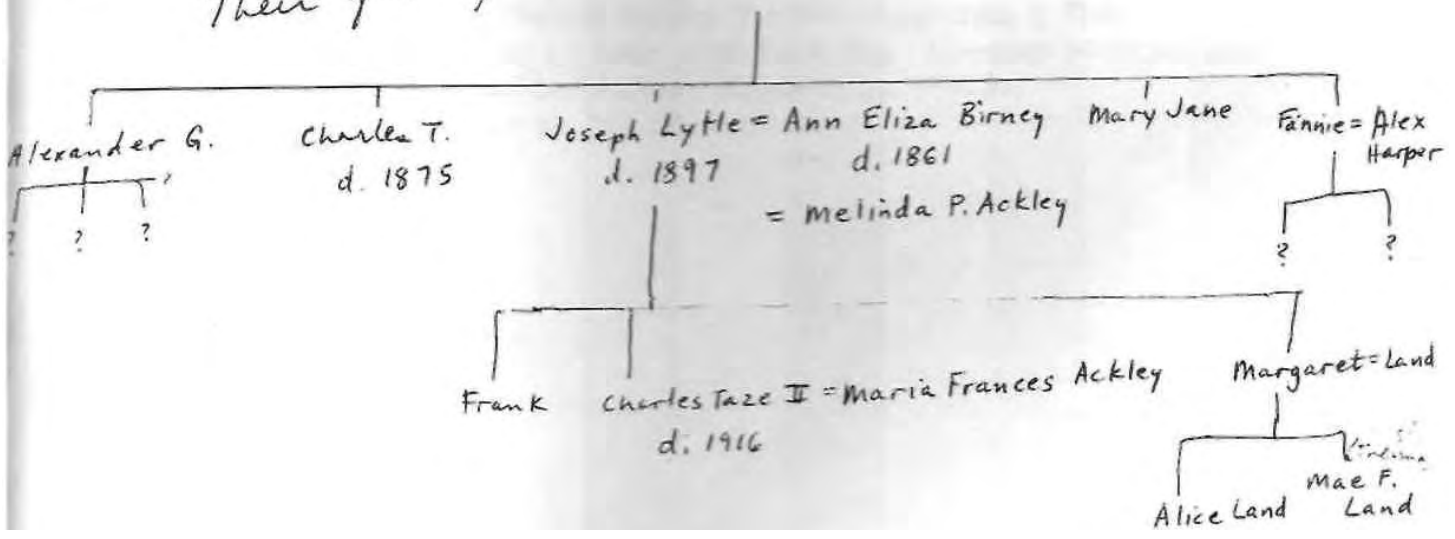 Their
Alexander G. Charles T. Joseph Lytle = Ann Eliza Birney Mary Jane Fannie = Alex
Harper
d. 1875 d. 1897 d. 1861
= Melinda P. Ackley
? ? ? ? ?
Frank Charles Taze II = Maria Frances Ackley Margaret = Land
d. 1916
Mae F.
Alice Land Land